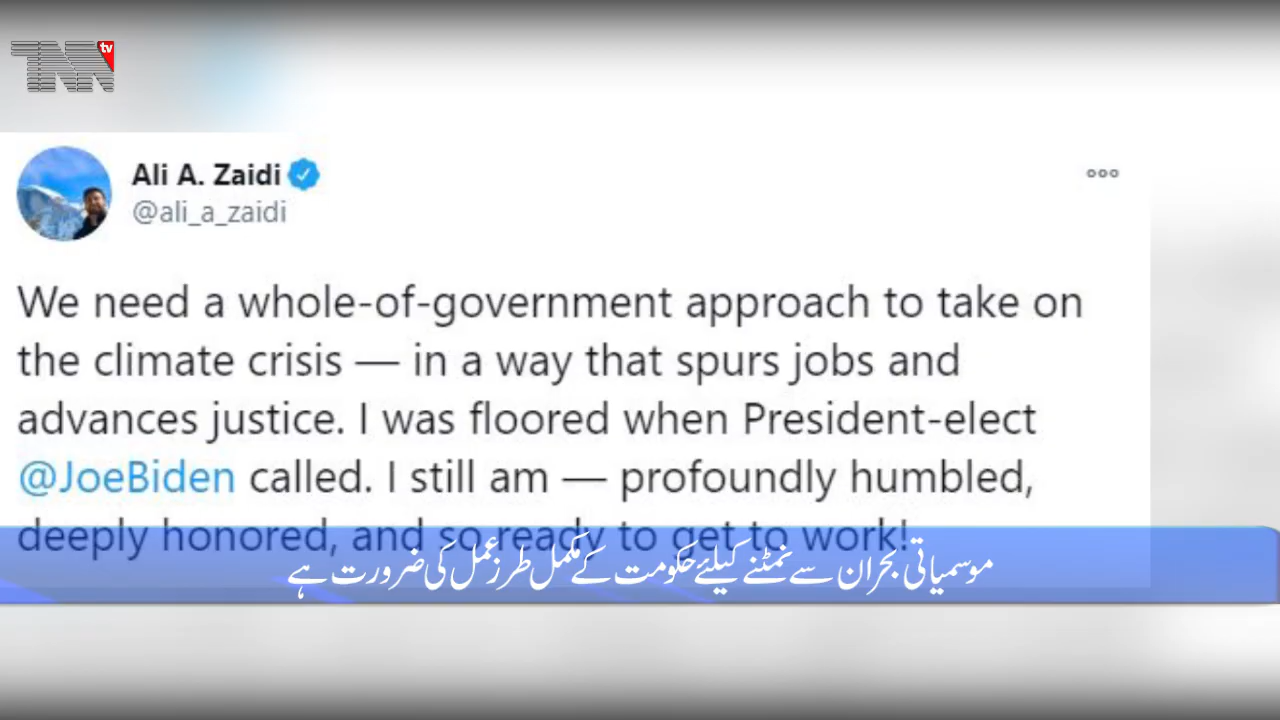 TNN tv
Ali A. Zaidi
@ali_a_zaidi
We need a whole-of-government approach to take on
the climate crisis — in a way that spurs jobs and
advances justice. I was floored when President-elect
@JoeBiden called. I still am — profoundly humbled,
deeply honored, and so ready to get to work!
موسمیاتی بحران سے نمٹنے کیلئے حکومت کے مکمل طرز عمل کی ضرورت ہے